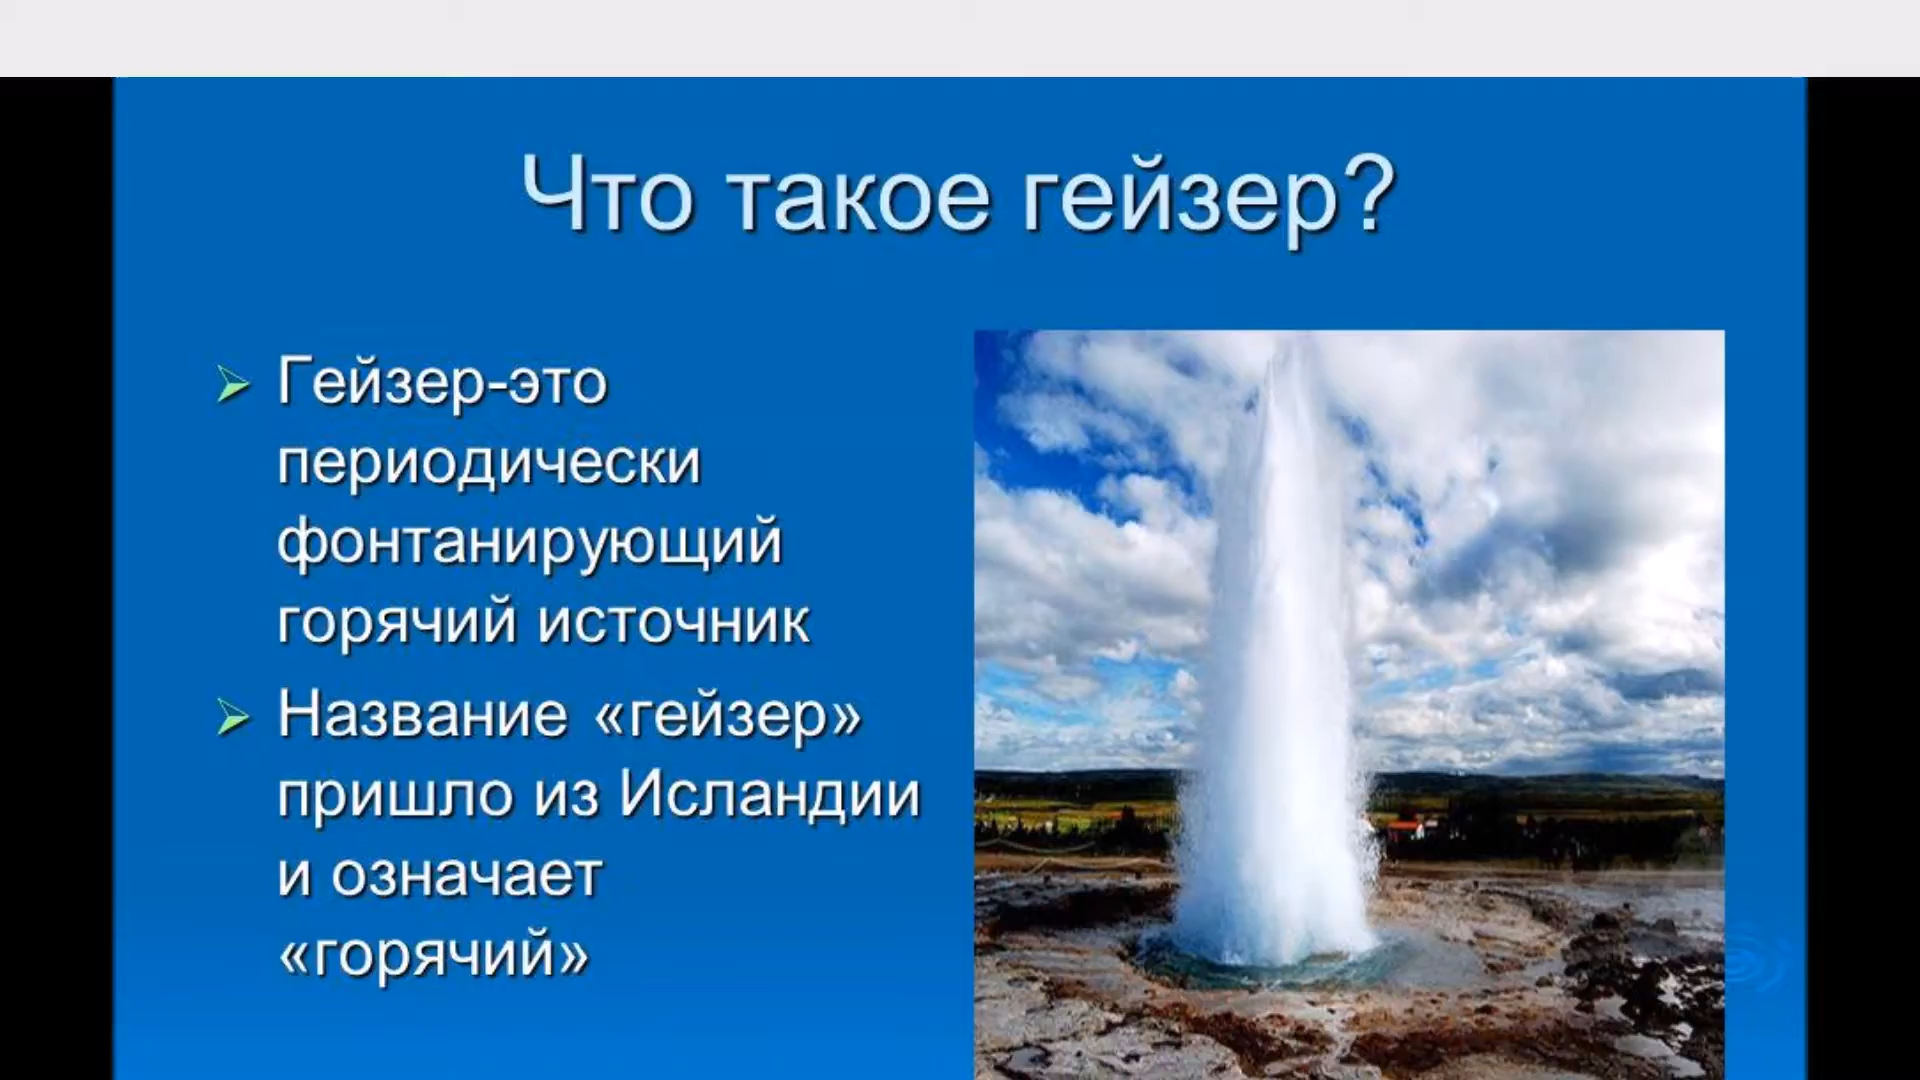 Что такое гейзер?
Гейзер-это
периодически
фонтанирующий
горячий источник
Название «гейзер»
пришло из Исландии
и означает
«горячий»